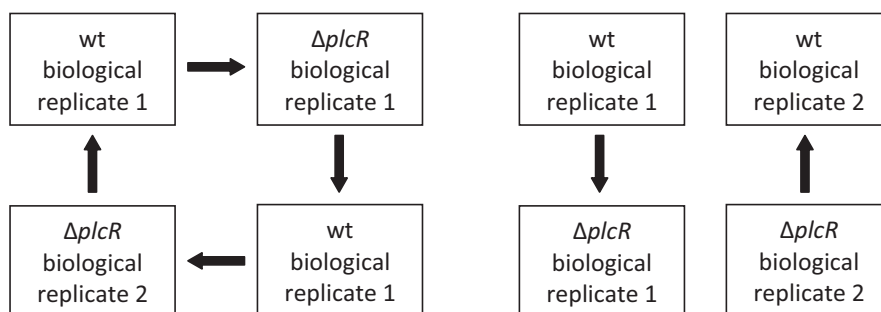 wt
biological
replicate 1
ΔplcR
biological
replicate 1
wt
biological
replicate 1
wt
biological
replicate 2
ΔplcR
biological
replicate 2
wt
biological
replicate 1
ΔplcR
biological
replicate 1
ΔplcR
biological
replicate 2